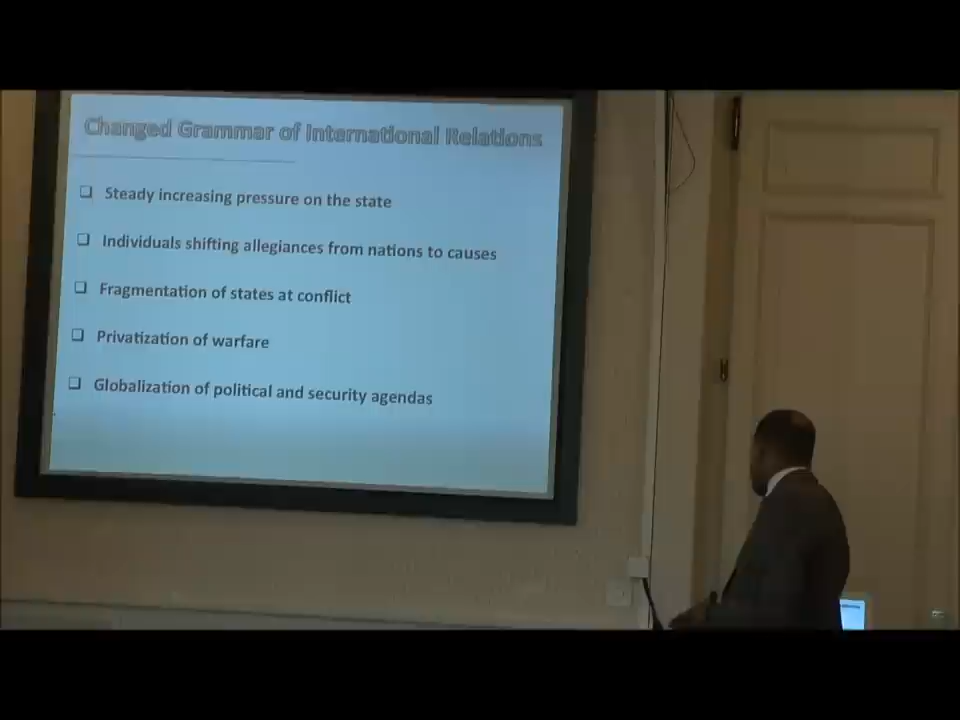 Changed Grammar of International Relations
Steady increasing pressure on the state
Individuals shifting allegiances from nations to causes
Fragmentation of states at conflict
Privatization of warfare
Globalization of political and security agendas